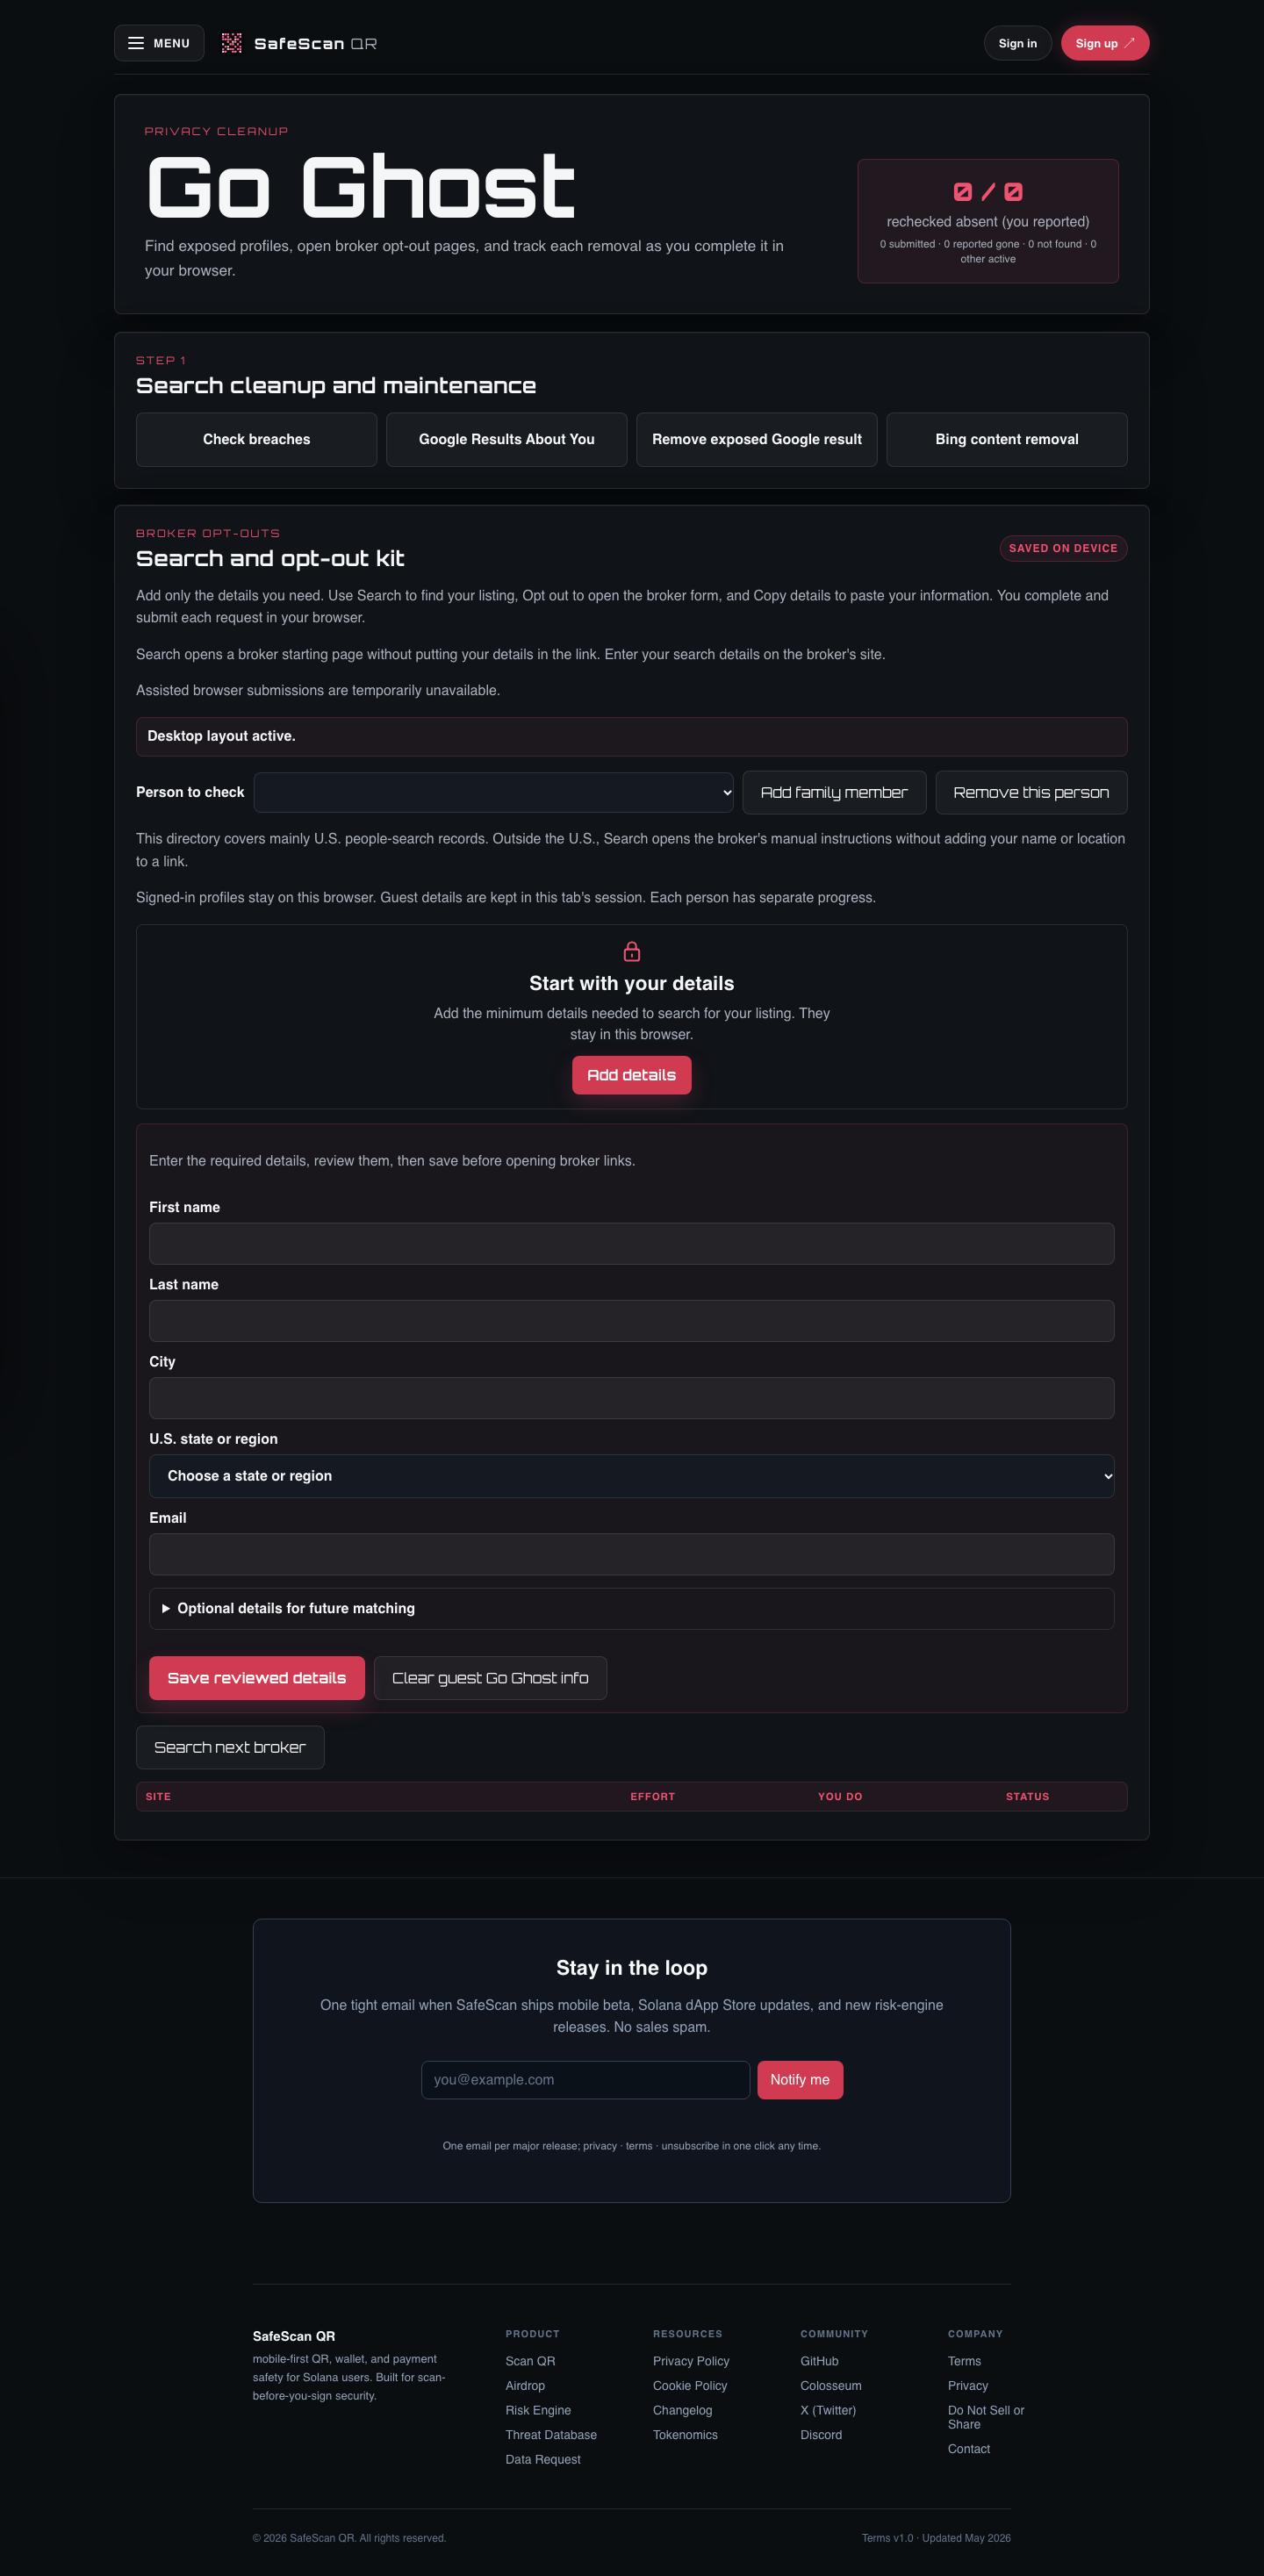 MENU
SafeScan QR
Sign in
Sign up ↗
PRIVACY CLEANUP
Go Ghost
Find exposed profiles, open broker opt-out pages, and track each removal as you complete it in
your browser.
0 / 0
rechecked absent (you reported)
0 submitted · 0 reported gone · 0 not found · 0
other active
STEP 1
Search cleanup and maintenance
Check breaches
Google Results About You
Remove exposed Google result
Bing content removal
BROKER OPT-OUTS
Search and opt-out kit
SAVED ON DEVICE
Add only the details you need. Use Search to find your listing, Opt out to open the broker form, and Copy details to paste your information. You complete and
submit each request in your browser.
Search opens a broker starting page without putting your details in the link. Enter your search details on the broker's site.
Assisted browser submissions are temporarily unavailable.
Desktop layout active.
Person to check
Add family member
Remove this person
This directory covers mainly U.S. people-search records. Outside the U.S., Search opens the broker's manual instructions without adding your name or location
to a link.
Signed-in profiles stay on this browser. Guest details are kept in this tab's session. Each person has separate progress.
Start with your details
Add the minimum details needed to search for your listing. They
stay in this browser.
Add details
Enter the required details, review them, then save before opening broker links.
First name
Last name
City
U.S. state or region
Choose a state or region
Email
Optional details for future matching
Save reviewed details
Clear guest Go Ghost info
Search next broker
SITE
EFFORT
YOU DO
STATUS
Stay in the loop
One tight email when SafeScan ships mobile beta, Solana dApp Store updates, and new risk-engine
releases. No sales spam.
you@example.com
Notify me
One email per major release; privacy · terms · unsubscribe in one click any time.
SafeScan QR
mobile-first QR, wallet, and payment
safety for Solana users. Built for scan-
before-you-sign security.
PRODUCT
Scan QR
Airdrop
Risk Engine
Threat Database
Data Request
RESOURCES
Privacy Policy
Cookie Policy
Changelog
Tokenomics
COMMUNITY
GitHub
Colosseum
X (Twitter)
Discord
COMPANY
Terms
Privacy
Do Not Sell or
Share
Contact
© 2026 SafeScan QR. All rights reserved.
Terms v1.0 · Updated May 2026